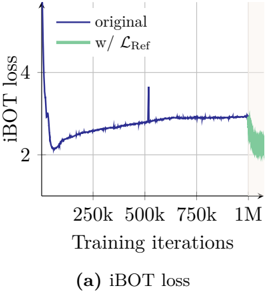 original
w/ ℒRef
iBOT loss
4
2
250k 500k 750k 1M
Training iterations
(a) iBOT loss